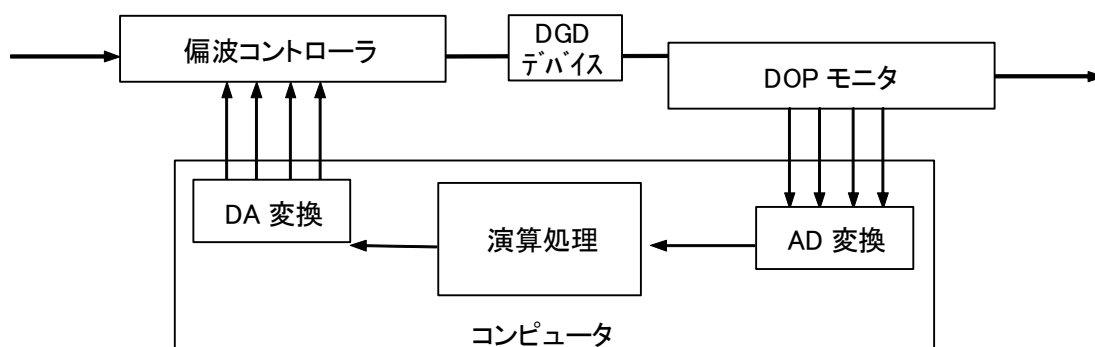 偏波コントローラ
DGD
ﾃﾞﾊﾞｲｽ
DOP モニタ
DA 変換
演算処理
AD 変換
コンピュータ